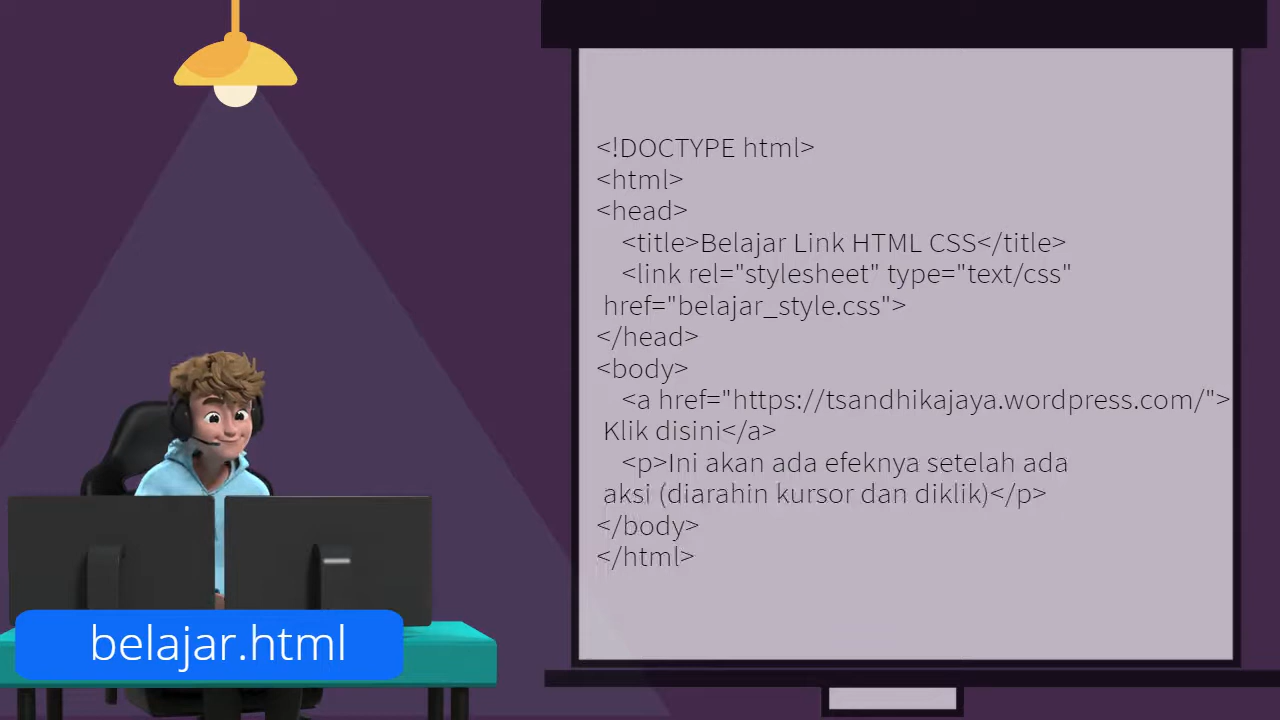 <!DOCTYPE html>
<html>
<head>
<title>Belajar Link HTML CSS</title>
<link rel="stylesheet" type="text/css"
href="belajar_style.css">
</head>
<body>
<a href="https://tsandhikajaya.wordpress.com/">
Klik disini</a>
<p>Ini akan ada efeknya setelah ada
aksi (diarahin kursor dan diklik)</p>
</body>
</html>
belajar.html